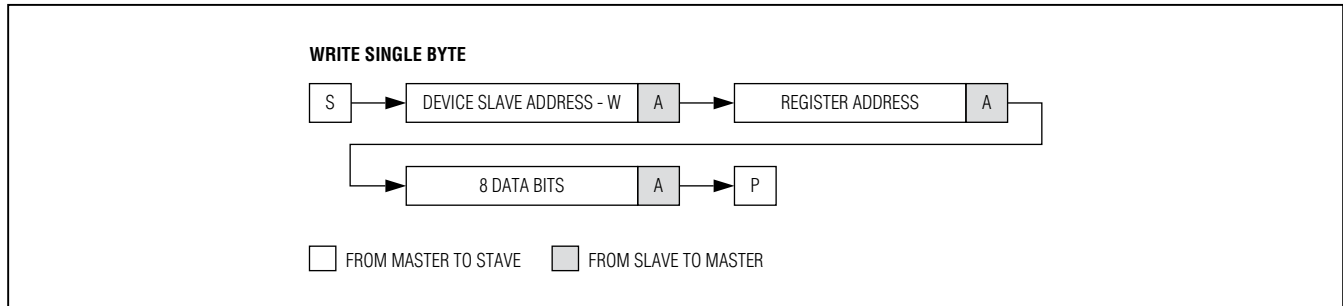 WRITE SINGLE BYTE
S DEVICE SLAVE ADDRESS - W A REGISTER ADDRESS A
8 DATA BITS A P
FROM MASTER TO STAVE FROM SLAVE TO MASTER